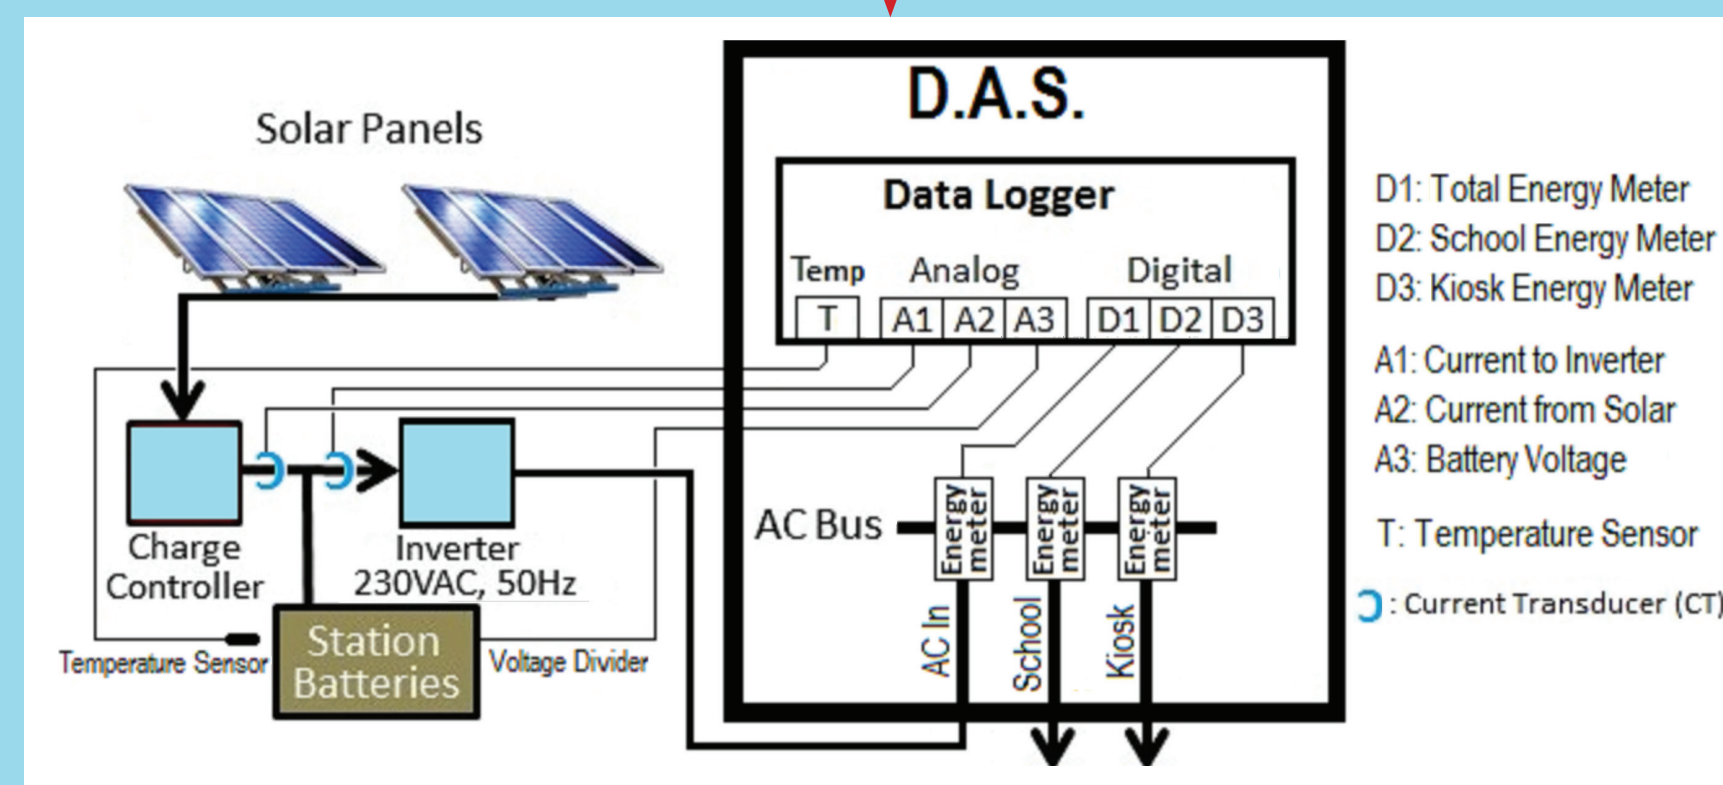 D.A.S.
Solar Panels
Data Logger
Temp Analog Digital
T A1 A2 A3 D1 D2 D3
D1: Total Energy Meter
D2: School Energy Meter
D3: Kiosk Energy Meter
A1: Current to Inverter
A2: Current from Solar
A3: Battery Voltage
T: Temperature Sensor
: Current Transducer (CT)
Charge
Controller
Inverter
230VAC, 50Hz
Station
Batteries
Temperature Sensor
Voltage Divider
AC Bus
Energy
meter
Energy
meter
Energy
meter
AC In
School
Kiosk